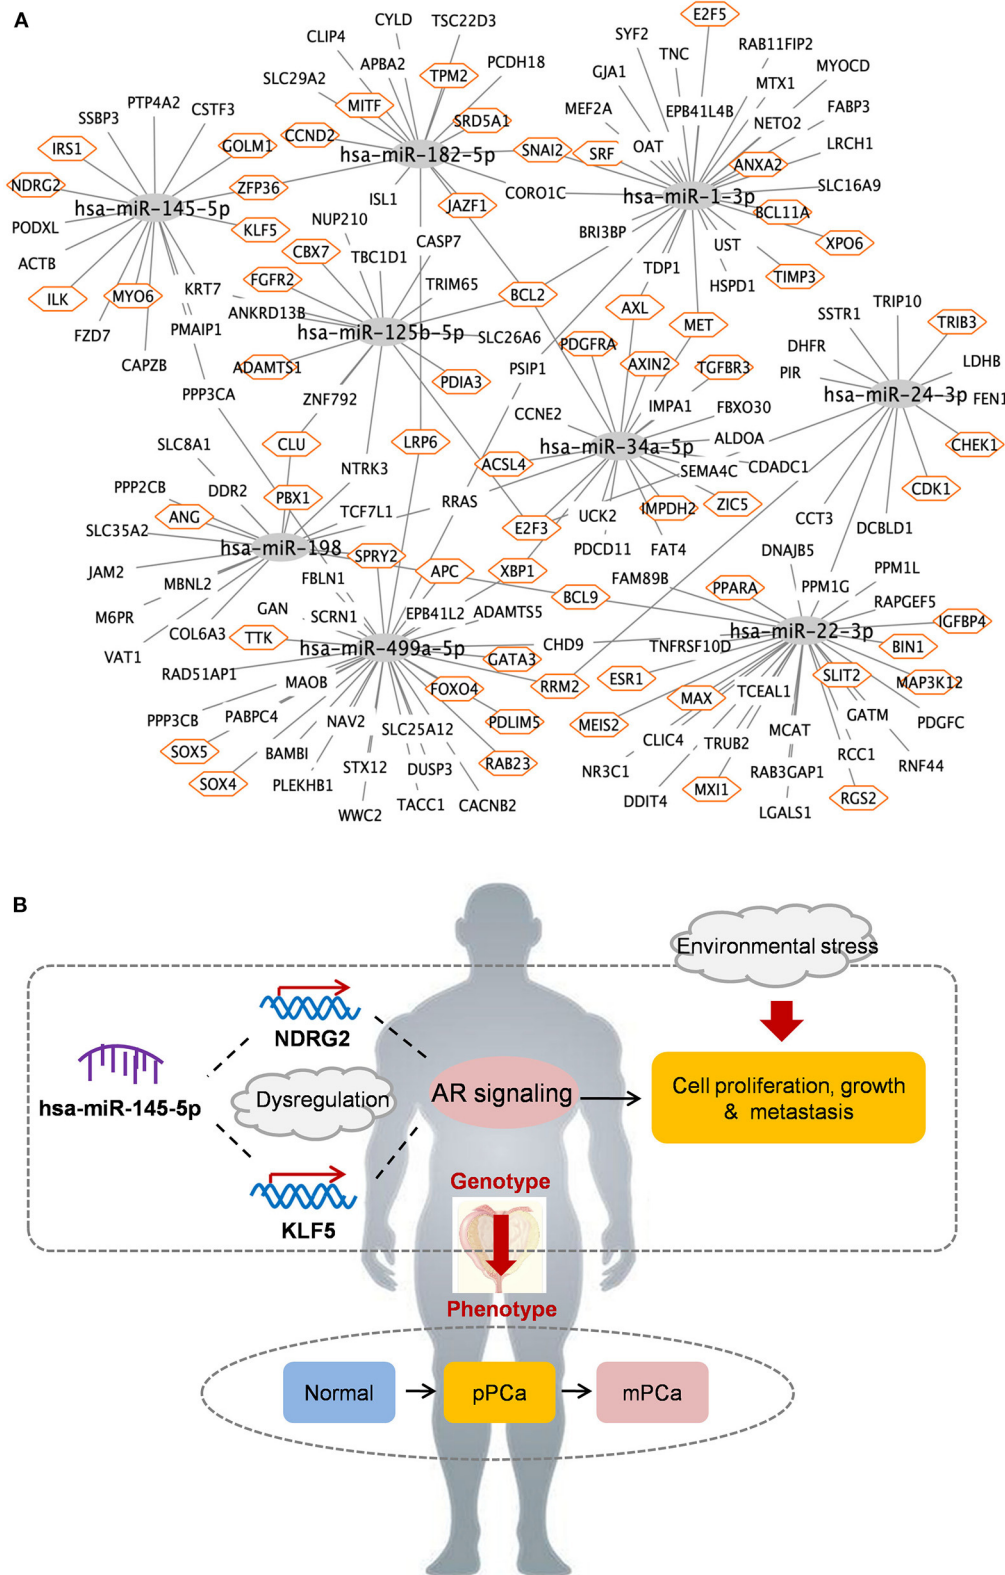 A
CYLD
TSC22D3
E2F5
CLIP4
SYF2
RAB11FIP2
TNC
APBA2
PCDH18
MYOCD
SLC29A2
TPM2
GJA1
MTX1
PTP4A2
MITF
MEF2A
EPB41L4B
FABP3
SSBP3
CSTF3
SRD5A1
NETO2
CCND2
IRS1
GOLM1
hsa-miR-182-5p
SNAI2
SRF
OAT
ANXA2
LRCH1
NDRG2
ZFP36
SLC16A9
hsa-miR-145-5p
ISL1
JAZF1
CORO1C
hsa-miR-1-3p
BCL11A
PODXL
KLF5
NUP210
BRI3BP
XPO6
CASP7
UST
CBX7
TBC1D1
ACTB
TDP1
TIMP3
FGFR2
TRIM65
HSPD1
ILK
MYO6
KRT7
BCL2
TRIP10
ANKRD13B
AXL
SSTR1
TRIB3
FZD7
PMAIP1
hsa-miR-125b-5p
SLC26A6
MET
PDGFRA
DHFR
CAPZB
ADAMTS1
PSIP1
AXIN2
TGFBR3
PIR
LDHB
PDIA3
PPP3CA
hsa-miR-24-3p
FEN1
ZNF792
CCNE2
IMPA1
FBXO30
SLC8A1
CLU
LRP6
hsa-miR-34a-5p
ALDOA
CHEK1
ACSL4
SEMA4C
CDADC1
PPP2CB
DDR2
NTRK3
CDK1
PBX1
RRAS
IMPDH2
ZIC5
ANG
TCF7L1
UCK2
CCT3
SLC35A2
E2F3
DCBLD1
hsa-miR-198
PDCD11
FAT4
DNAJB5
SPRY2
JAM2
MBNL2
FBLN1
APC
XBP1
FAM89B
PPARA
PPM1G
PPM1L
BCL9
M6PR
GAN
SCRN1
EPB41L2
ADAMTS5
RAPGEF5
COL6A3
TTK
hsa-miR-22-3p
IGFBP4
VAT1
hsa-miR-499a-5p
CHD9
TNFRSF10D
BIN1
RAD51AP1
GATA3
ESR1
SLIT2
MAP3K12
MAOB
FOXO4
RRM2
MAX
TCEAL1
PPP3CB
PABPC4
NAV2
PDLIM5
MEIS2
GATM
PDGFC
SLC25A12
CLIC4
TRUB2
MCAT
SOX5
BAMBI
RCC1
STX12
DUSP3
RAB23
NR3C1
RAB3GAP1
RNF44
SOX4
PLEKHB1
MXI1
WWC2
TACC1
CACNB2
DDIT4
LGALS1
RGS2
B
Environmental stress
NDRG2
hsa-miR-145-5p
Dysregulation
AR signaling
Cell proliferation, growth
& metastasis
KLF5
Genotype
Phenotype
Normal
pPCa
mPCa